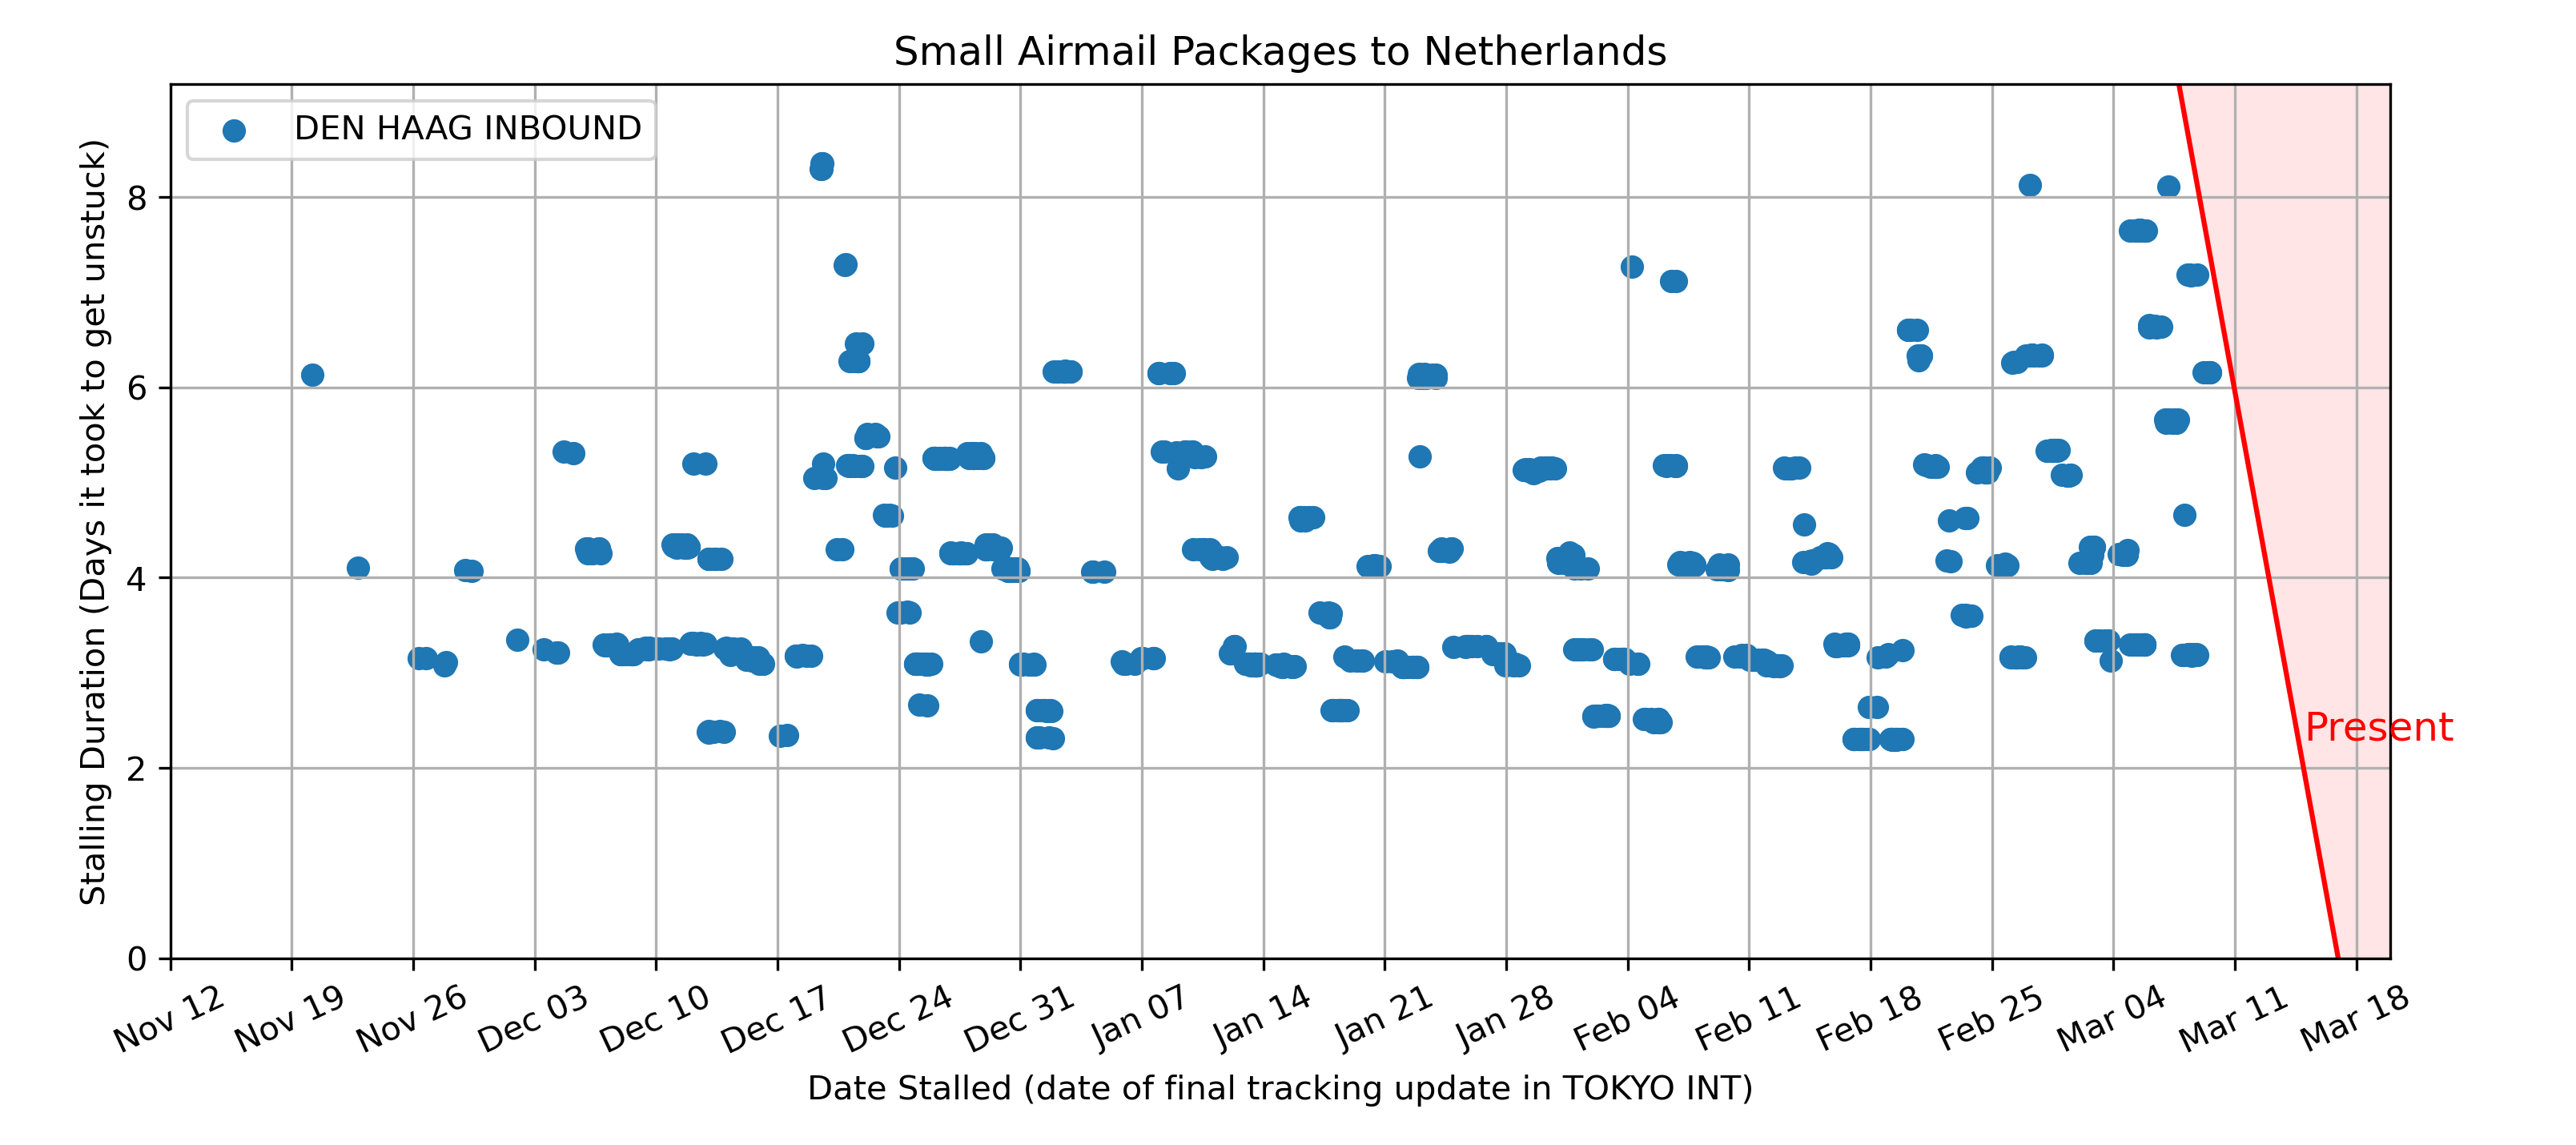 Small Airmail Packages to Netherlands
DEN HAAG INBOUND
Stalling Duration (Days it took to get unstuck)
8
6
4
2
0
Present
Nov 12 Nov 19 Nov 26 Dec 03 Dec 10 Dec 17 Dec 24 Dec 31 Jan 07 Jan 14 Jan 21 Jan 28 Feb 04 Feb 11 Feb 18 Feb 25 Mar 04 Mar 11 Mar 18
Date Stalled (date of final tracking update in TOKYO INT)